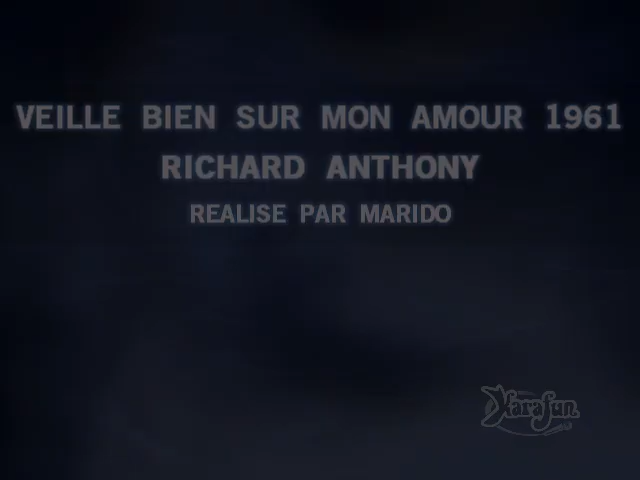 VEILLE BIEN SUR MON AMOUR 1961
RICHARD ANTHONY
REALISE PAR MARIDO
Karafun